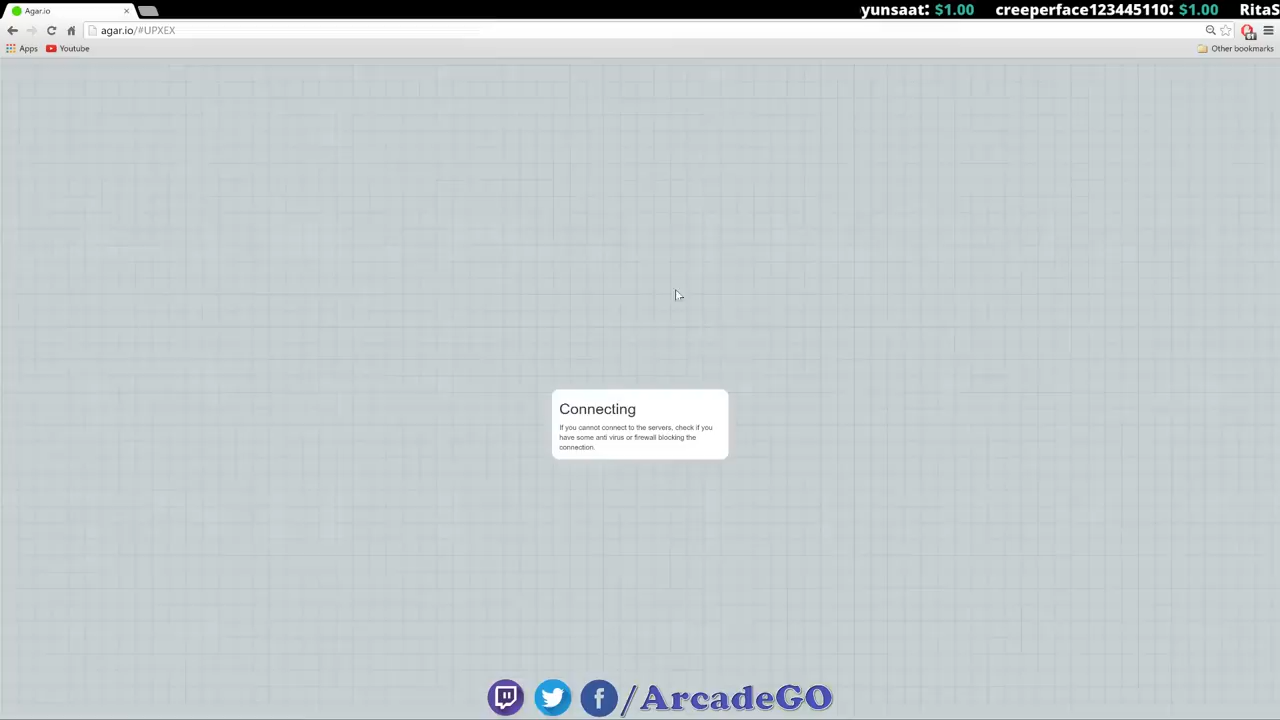 Agar.io
yunsaat: $1.00 creeperface123445110: $1.00 RitaS
agar.io/#UPXEX
Apps Youtube Other bookmarks
Connecting
If you cannot connect to the servers, check if you
have some anti virus or firewall blocking the
connection.
/ArcadeGO